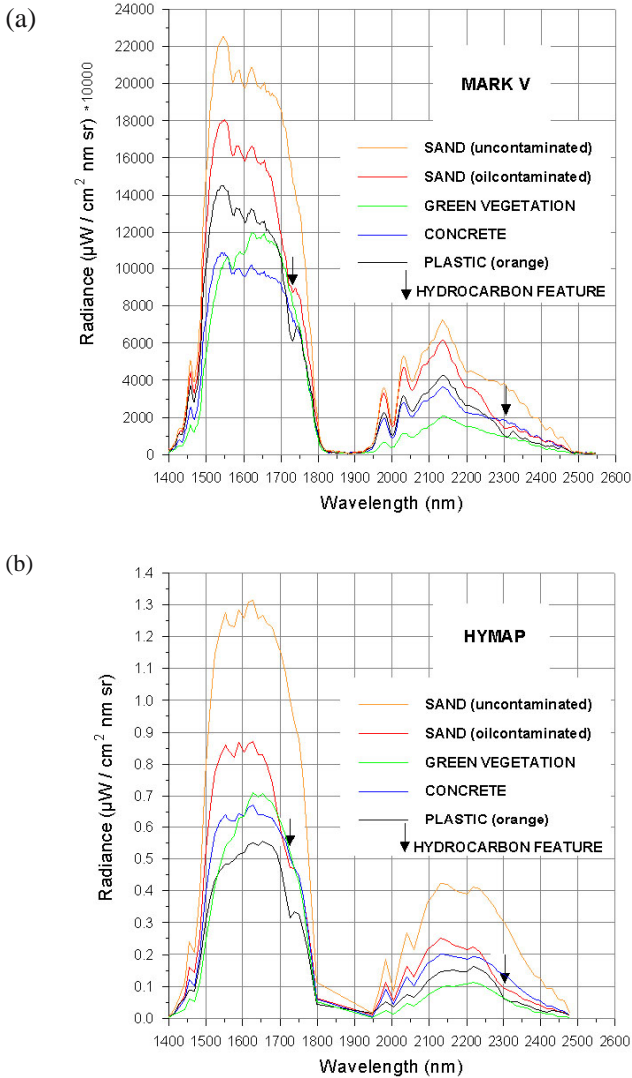 (a)
24000
22000
20000
18000
16000
14000
12000
10000
8000
6000
4000
2000
0
Radiance (µW / cm² nm sr) *10000
MARK V
SAND (uncontaminated)
SAND (oilcontaminated)
GREEN VEGETATION
CONCRETE
PLASTIC (orange)
HYDROCARBON FEATURE
1400 1500 1600 1700 1800 1900 2000 2100 2200 2300 2400 2500 2600
Wavelength (nm)
(b)
1.4
1.3
1.2
1.1
1.0
0.9
0.8
0.7
0.6
0.5
0.4
0.3
0.2
0.1
0.0
Radiance (µW / cm² nm sr)
HYMAP
SAND (uncontaminated)
SAND (oilcontaminated)
GREEN VEGETATION
CONCRETE
PLASTIC (orange)
HYDROCARBON FEATURE
1400 1500 1600 1700 1800 1900 2000 2100 2200 2300 2400 2500 2600
Wavelength (nm)